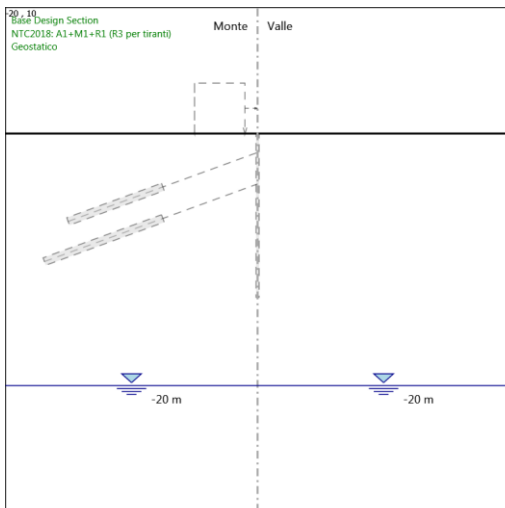 -20 , 10
Base Design Section
NTC2018: A1+M1+R1 (R3 per tiranti)
Geostatico
Monte
Valle
-20 m
-20 m